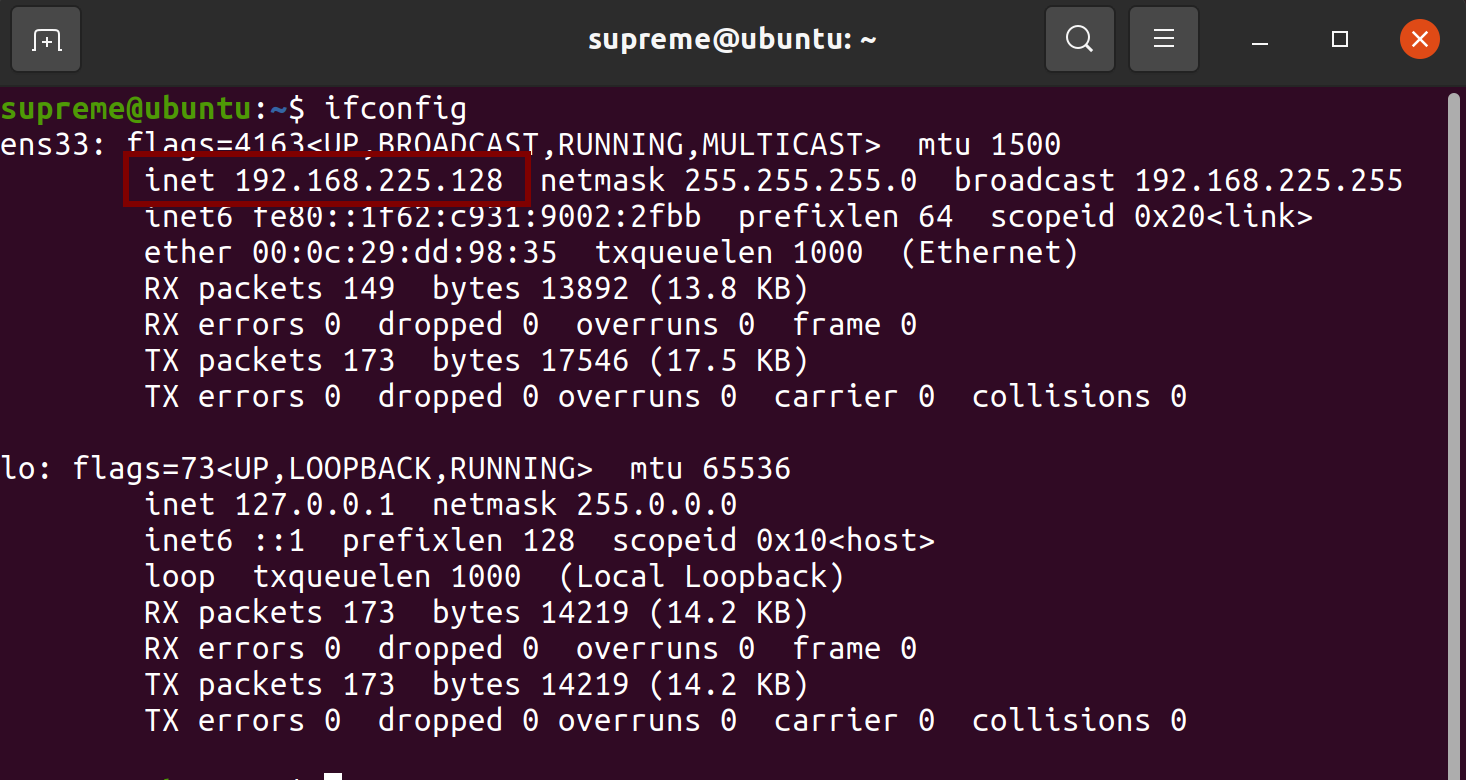 supreme@ubuntu: ~
supreme@ubuntu:~$ ifconfig
ens33: flags=4163<UP,BROADCAST,RUNNING,MULTICAST>  mtu 1500
        inet 192.168.225.128  netmask 255.255.255.0  broadcast 192.168.225.255
        inet6 fe80::1f62:c931:9002:2fbb  prefixlen 64  scopeid 0x20<link>
        ether 00:0c:29:dd:98:35  txqueuelen 1000  (Ethernet)
        RX packets 149  bytes 13892 (13.8 KB)
        RX errors 0  dropped 0  overruns 0  frame 0
        TX packets 173  bytes 17546 (17.5 KB)
        TX errors 0  dropped 0 overruns 0  carrier 0  collisions 0
lo: flags=73<UP,LOOPBACK,RUNNING>  mtu 65536
        inet 127.0.0.1  netmask 255.0.0.0
        inet6 ::1  prefixlen 128  scopeid 0x10<host>
        loop  txqueuelen 1000  (Local Loopback)
        RX packets 173  bytes 14219 (14.2 KB)
        RX errors 0  dropped 0  overruns 0  frame 0
        TX packets 173  bytes 14219 (14.2 KB)
        TX errors 0  dropped 0 overruns 0  carrier 0  collisions 0